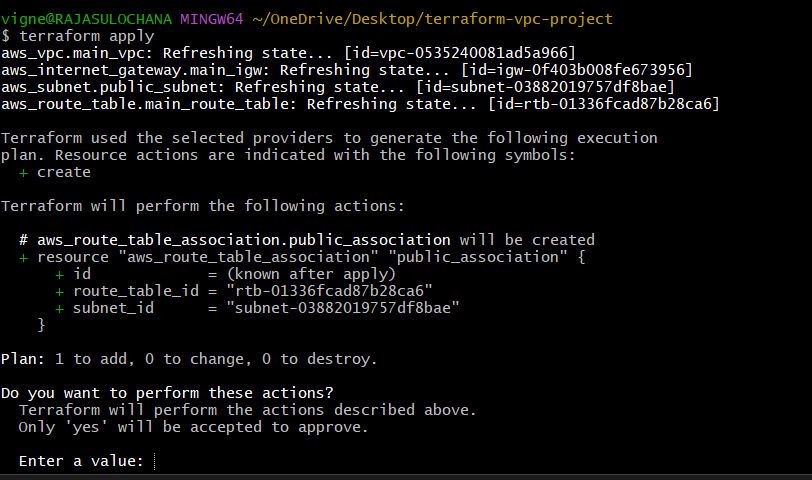 vigne@RAJASULOCHANA MINGW64 ~/OneDrive/Desktop/terraform-vpc-project
$ terraform apply
aws_vpc.main_vpc: Refreshing state... [id=vpc-0535240081ad5a966]
aws_internet_gateway.main_igw: Refreshing state... [id=igw-0f403b008fe673956]
aws_subnet.public_subnet: Refreshing state... [id=subnet-03882019757df8bae]
aws_route_table.main_route_table: Refreshing state... [id=rtb-01336fcad87b28ca6]

Terraform used the selected providers to generate the following execution
plan. Resource actions are indicated with the following symbols:
  + create

Terraform will perform the following actions:

  # aws_route_table_association.public_association will be created
  + resource "aws_route_table_association" "public_association" {
      + id             = (known after apply)
      + route_table_id = "rtb-01336fcad87b28ca6"
      + subnet_id      = "subnet-03882019757df8bae"
    }

Plan: 1 to add, 0 to change, 0 to destroy.

Do you want to perform these actions?
  Terraform will perform the actions described above.
  Only 'yes' will be accepted to approve.

  Enter a value: